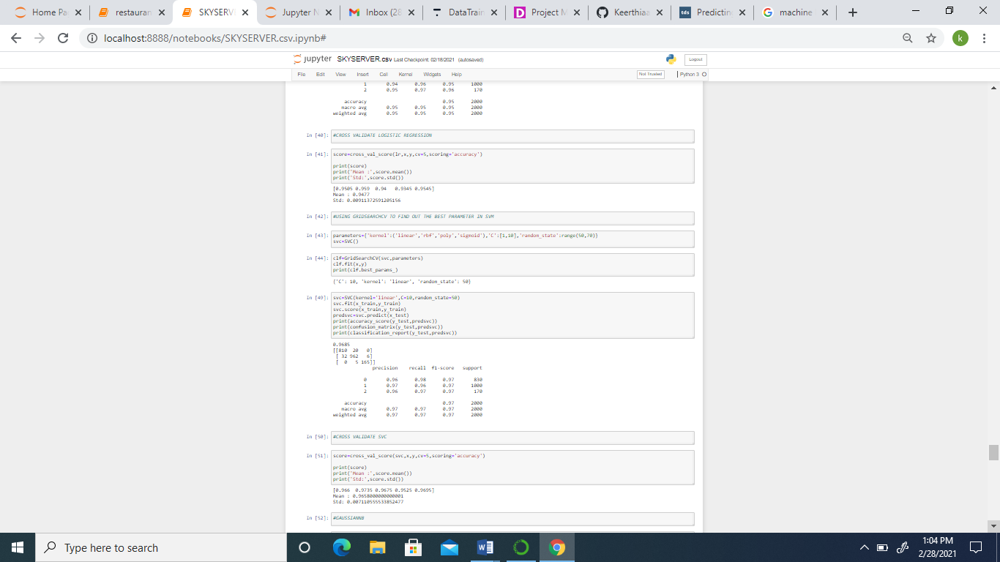 Home Pa
restauran
SKYSERV
Jupyter N
Inbox (28
DataTrain
Project M
Keerthiaa
tds Predictin
machine
localhost:8888/notebooks/SKYSERVER.csv.ipynb#
k
jupyter SKYSERVER.csv Last Checkpoint: 02/18/2021 (autosaved)
Logout
File Edit View Insert Cell Kernel Widgets Help
Not Trusted
Python 3
1 0.94 0.96 0.95 1000
2 0.95 0.97 0.96 170
accuracy 0.95 2000
macro avg 0.95 0.95 0.95 2000
weighted avg 0.95 0.95 0.95 2000
In [40]: #CROSS VALIDATE LOGISTIC REGRESSION
In [41]: score=cross_val_score(lr,x,y,cv=5,scoring='accuracy')
print(score)
print('Mean :',score.mean())
print('Std:',score.std())
[0.9505 0.959 0.94 0.9345 0.9545]
Mean : 0.9477
Std: 0.00911372591205156
In [42]: #USING GRIDSEARCHCV TO FIND OUT THE BEST PARAMETER IN SVM
In [43]: parameters={'kernel':('linear','rbf','poly','sigmoid'),'C':[1,10],'random_state':range(50,70)}
svc=SVC()
In [44]: clf=GridSearchCV(svc,parameters)
clf.fit(x,y)
print(clf.best_params_)
{'C': 10, 'kernel': 'linear', 'random_state': 50}
In [49]: svc=SVC(kernel='linear',C=10,random_state=50)
svc.fit(x_train,y_train)
svc.score(x_train,y_train)
predsvc=svc.predict(x_test)
print(accuracy_score(y_test,predsvc))
print(confusion_matrix(y_test,predsvc))
print(classification_report(y_test,predsvc))
0.9685
[[810 20 0]
[ 32 962 6]
[ 0 5 165]]
precision recall f1-score support
0 0.96 0.98 0.97 830
1 0.97 0.96 0.97 1000
2 0.96 0.97 0.97 170
accuracy 0.97 2000
macro avg 0.97 0.97 0.97 2000
weighted avg 0.97 0.97 0.97 2000
In [50]: #CROSS VALIDATE SVC
In [51]: score=cross_val_score(svc,x,y,cv=5,scoring='accuracy')
print(score)
print('Mean :',score.mean())
print('Std:',score.std())
[0.966 0.9735 0.9675 0.9525 0.9695]
Mean : 0.9658000000000001
Std: 0.007110555533852477
In [52]: #GAUSSIANNB
Type here to search
1:04 PM
2/28/2021